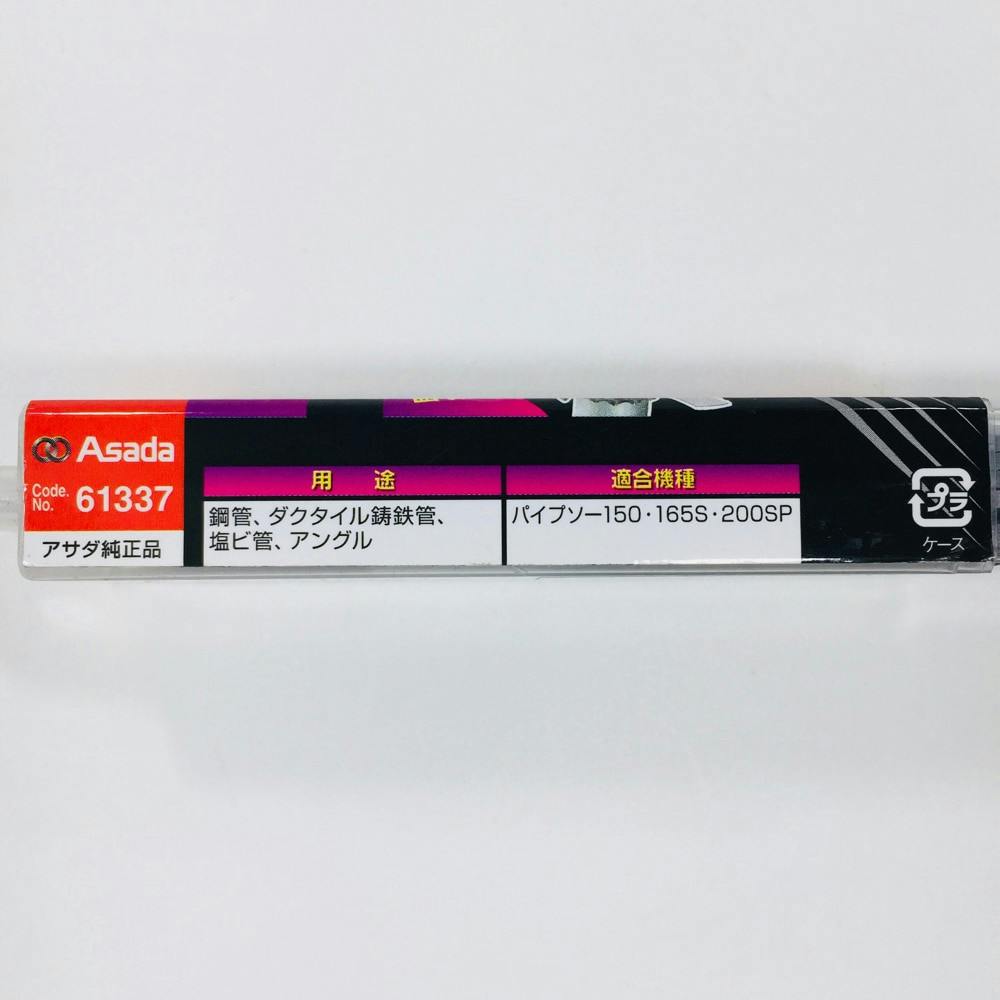 Asada
Code.
No. 61337
アサダ純正品
用 途
鋼管、ダクタイル鋳鉄管、
塩ビ管、アングル
適合機種
パイプソー150・165S・200SP
プラ
ケース